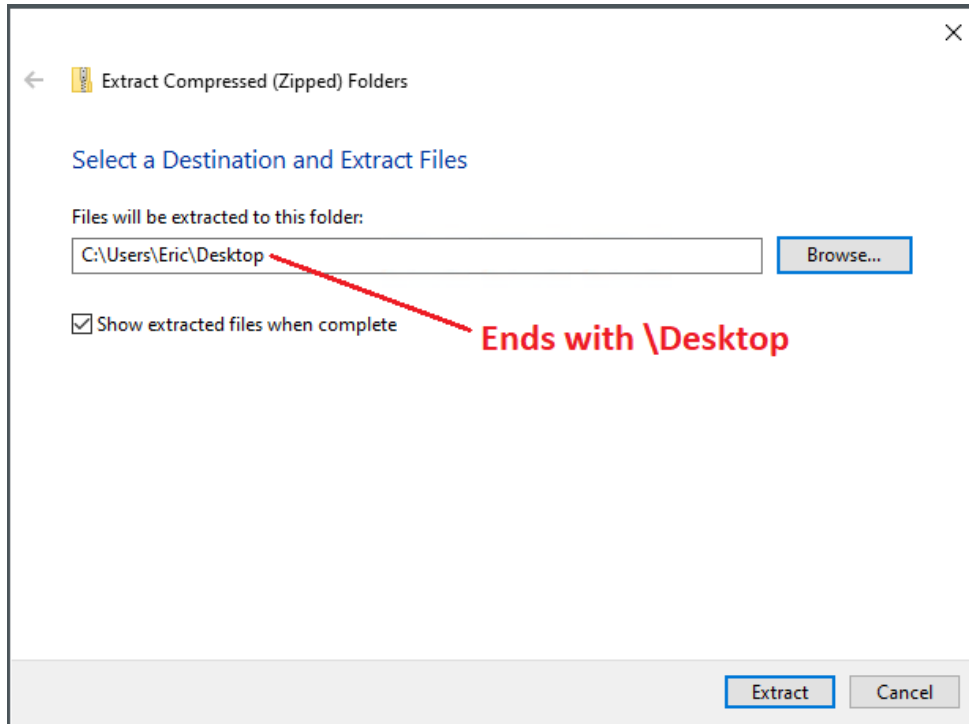 Extract Compressed (Zipped) Folders
Select a Destination and Extract Files
Files will be extracted to this folder:
C:\Users\Eric\Desktop
Browse...
Show extracted files when complete
Ends with \Desktop
Extract
Cancel